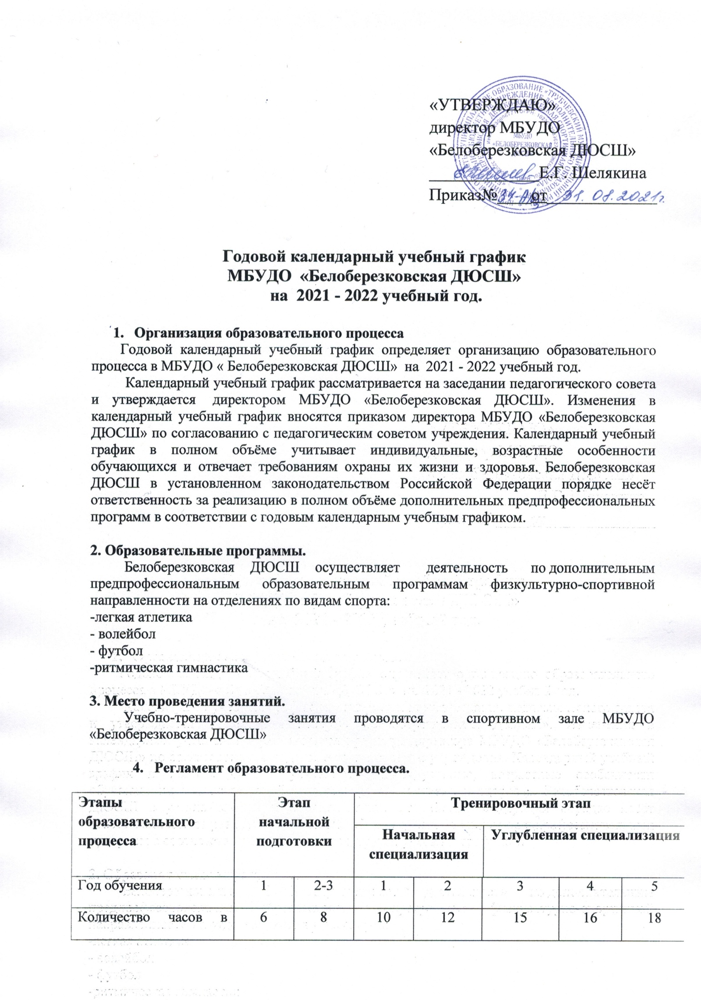 «УТВЕРЖДАЮ»
директор МБУДО
«Белоберезковская ДЮСШ»
Е.Г. Шелякина
Приказ№ от 31.08.2021г.
МБУДО
«БЕЛОБЕРЕЗКОВСКАЯ
Годовой календарный учебный график
МБУДО «Белоберезковская ДЮСШ»
на 2021 - 2022 учебный год.
1. Организация образовательного процесса
Годовой календарный учебный график определяет организацию образовательного
процесса в МБУДО « Белоберезковская ДЮСШ» на 2021 - 2022 учебный год.
Календарный учебный график рассматривается на заседании педагогического совета
и утверждается директором МБУДО «Белоберезковская ДЮСШ». Изменения в
календарный учебный график вносятся приказом директора МБУДО «Белоберезковская
ДЮСШ» по согласованию с педагогическим советом учреждения. Календарный учебный
график в полном объёме учитывает индивидуальные, возрастные особенности
обучающихся и отвечает требованиям охраны их жизни и здоровья. Белоберезковская
ДЮСШ в установленном законодательством Российской Федерации порядке несёт
ответственность за реализацию в полном объёме дополнительных предпрофессиональных
программ в соответствии с годовым календарным учебным графиком.
2. Образовательные программы.
Белоберезковская ДЮСШ осуществляет деятельность по дополнительным
предпрофессиональным образовательным программам физкультурно-спортивной
направленности на отделениях по видам спорта:
-легкая атлетика
- волейбол
- футбол
-ритмическая гимнастика
3. Место проведения занятий.
Учебно-тренировочные занятия проводятся в спортивном зале МБУДО
«Белоберезковская ДЮСШ»
4. Регламент образовательного процесса.
Этапы образовательного процесса
Этап начальной подготовки
Тренировочный этап
Начальная специализация
Углубленная специализация
Год обучения 1 2-3 1 2 3 4 5
Количество часов в 6 8 10 12 15 16 18